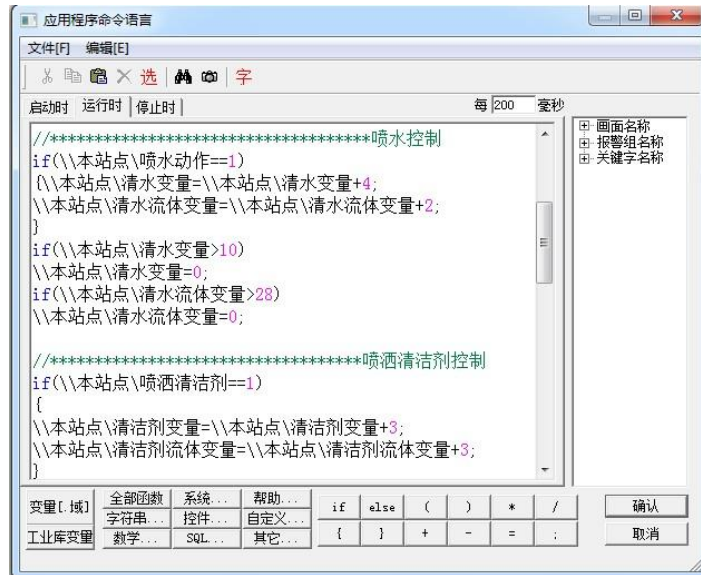 应用程序命令语言
文件[F] 编辑[E]
选 字
启动时 运行时 停止时 每 200 毫秒
//***********************************喷水控制
if(\\本站点\喷水动作==1)
{\\本站点\清水变量=\\本站点\清水变量+4;
\\本站点\清水流体变量=\\本站点\清水流体变量+2;
}
if(\\本站点\清水变量>10)
\\本站点\清水变量=0;
if(\\本站点\清水流体变量>28)
\\本站点\清水流体变量=0;
//**********************************喷洒清洁剂控制
if(\\本站点\喷洒清洁剂==1)
{
\\本站点\清洁剂变量=\\本站点\清洁剂变量+3;
\\本站点\清洁剂流体变量=\\本站点\清洁剂流体变量+3;
}
画面名称
报警组名称
关键字名称
变量[.域] 全部函数 系统... 帮助... if else ( ) * / 确认
字符串... 控件... 自定义...
工业库变量 数学... SQL... 其它... { } + - = ; 取消